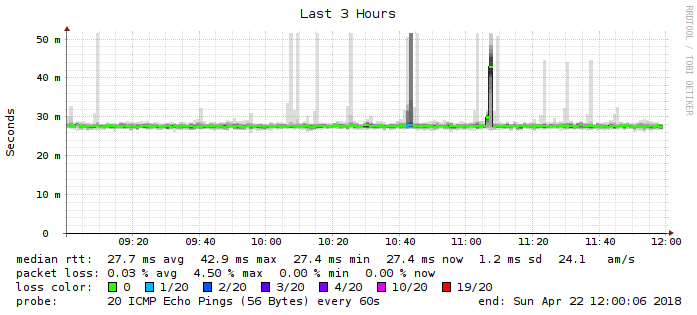 Last 3 Hours
RRDTOOL / TOBI OETIKER
Seconds
50 m
40 m
30 m
20 m
10 m
0
09:20 09:40 10:00 10:20 10:40 11:00 11:20 11:40 12:00
median rtt: 27.7 ms avg 42.9 ms max 27.4 ms min 27.4 ms now 1.2 ms sd 24.1 am/s
packet loss: 0.03 % avg 4.50 % max 0.00 % min 0.00 % now
loss color: 0 1/20 2/20 3/20 4/20 10/20 19/20
probe: 20 ICMP Echo Pings (56 Bytes) every 60s end: Sun Apr 22 12:00:06 2018